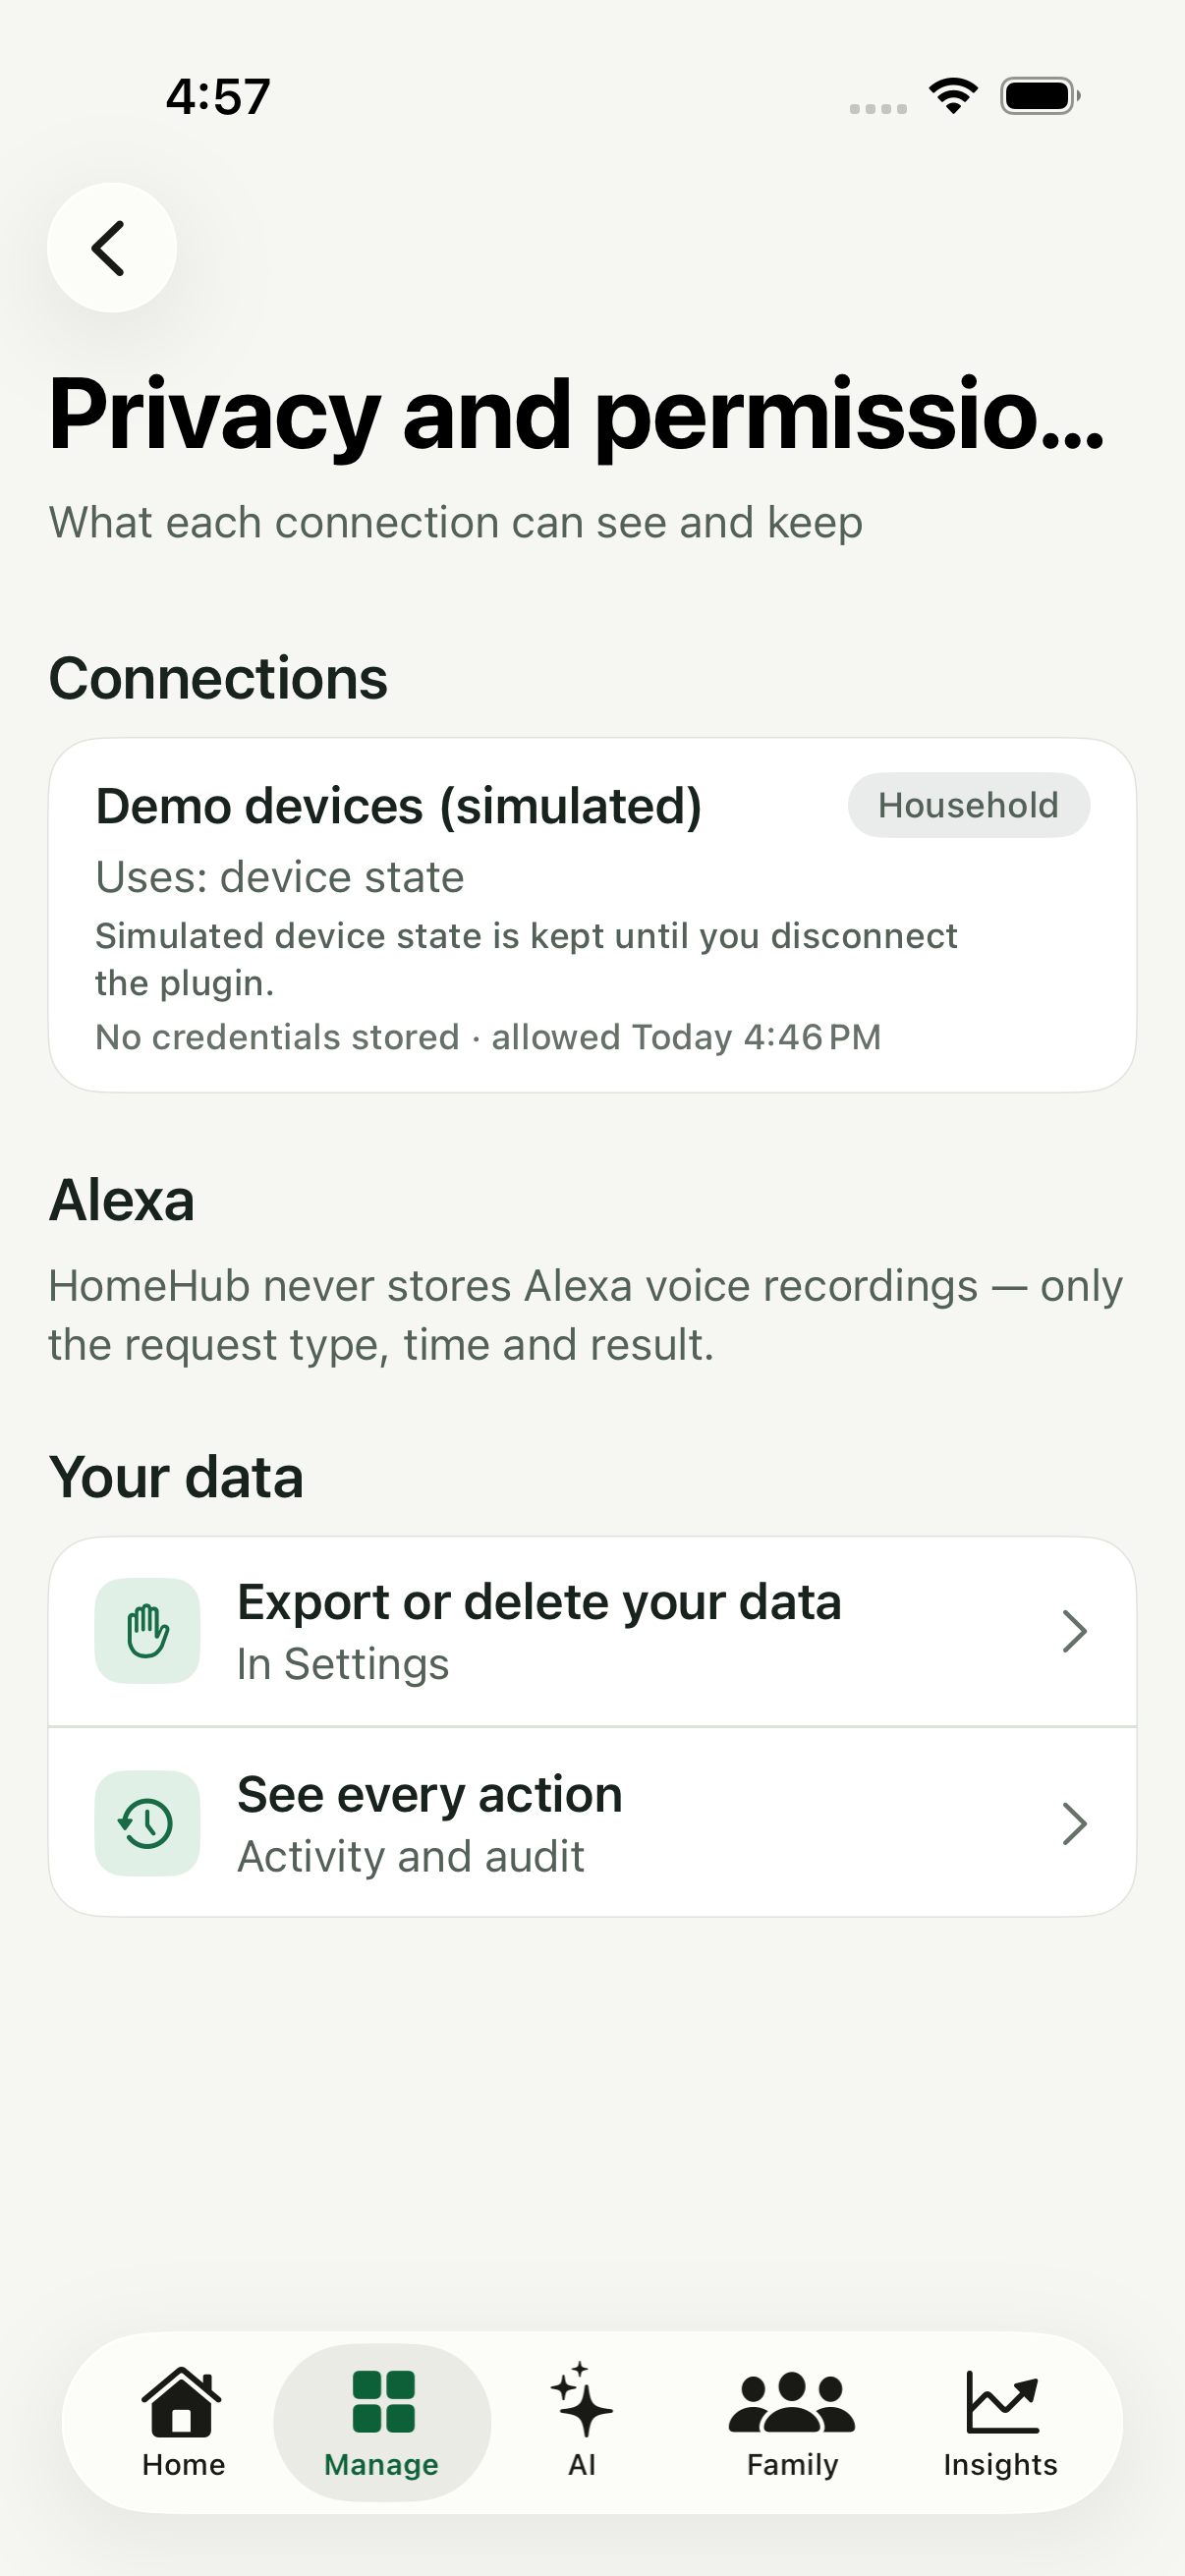 4:57
Privacy and permissio...
What each connection can see and keep
Connections
Demo devices (simulated)
Household
Uses: device state
Simulated device state is kept until you disconnect
the plugin.
No credentials stored · allowed Today 4:46 PM
Alexa
HomeHub never stores Alexa voice recordings — only
the request type, time and result.
Your data
Export or delete your data
In Settings
See every action
Activity and audit
Home
Manage
AI
Family
Insights